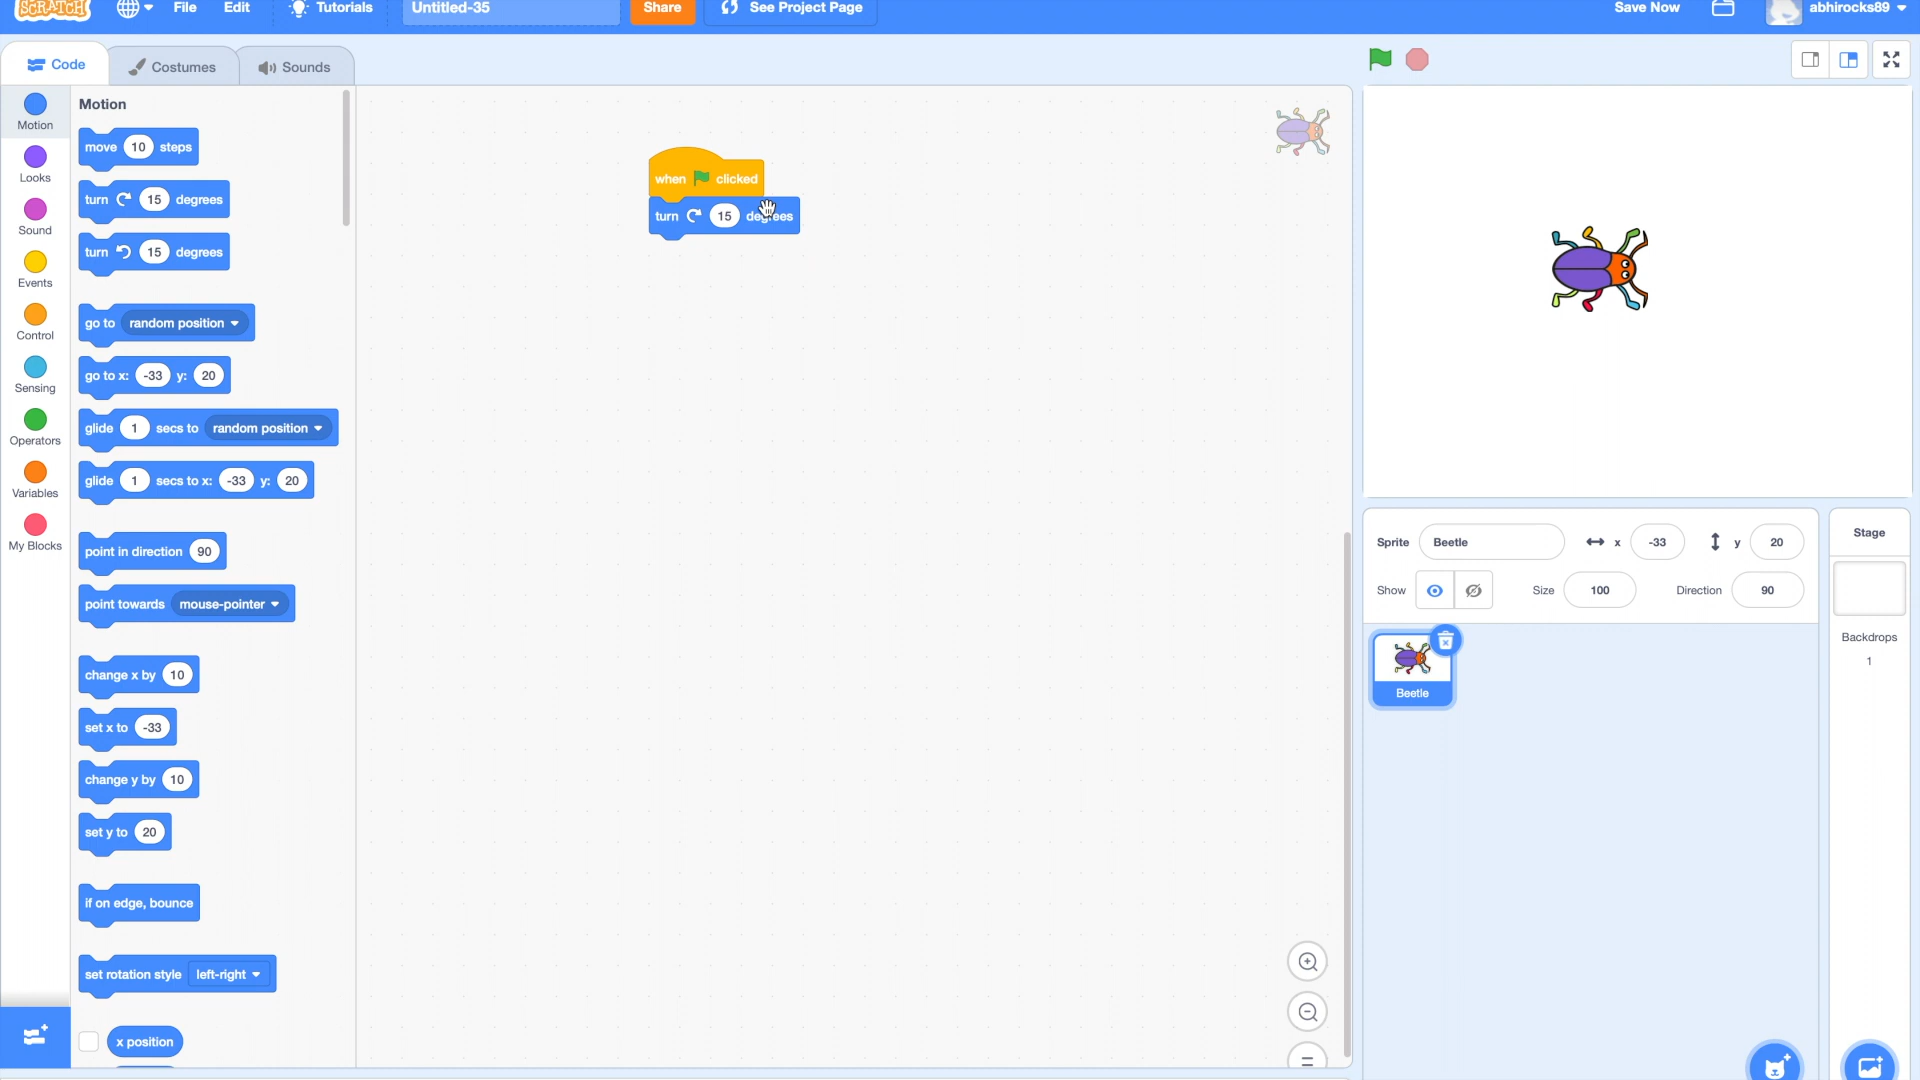 SCRATCH File Edit Tutorials Untitled-35 Share See Project Page Save Now abhirocks89
Code Costumes Sounds
Motion
Looks
Sound
Events
Control
Sensing
Operators
Variables
My Blocks
Motion
move 10 steps
turn 15 degrees
turn 15 degrees
go to random position
go to x: -33 y: 20
glide 1 secs to random position
glide 1 secs to x: -33 y: 20
point in direction 90
point towards mouse-pointer
change x by 10
set x to -33
change y by 10
set y to 20
if on edge, bounce
set rotation style left-right
x position
when clicked
turn 15 degrees
Sprite Beetle x -33 y 20
Show Size 100 Direction 90
Beetle
Stage
Backdrops
1